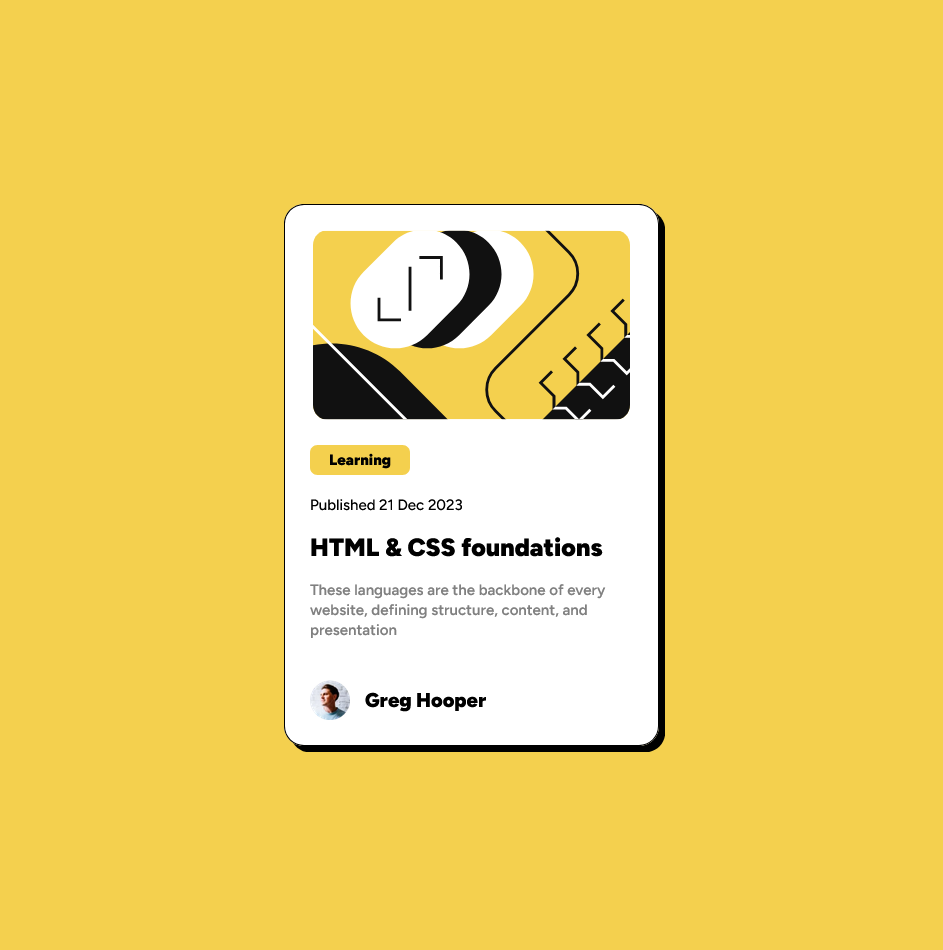 Learning
Published 21 Dec 2023
HTML & CSS foundations
These languages are the backbone of every
website, defining structure, content, and
presentation
Greg Hooper